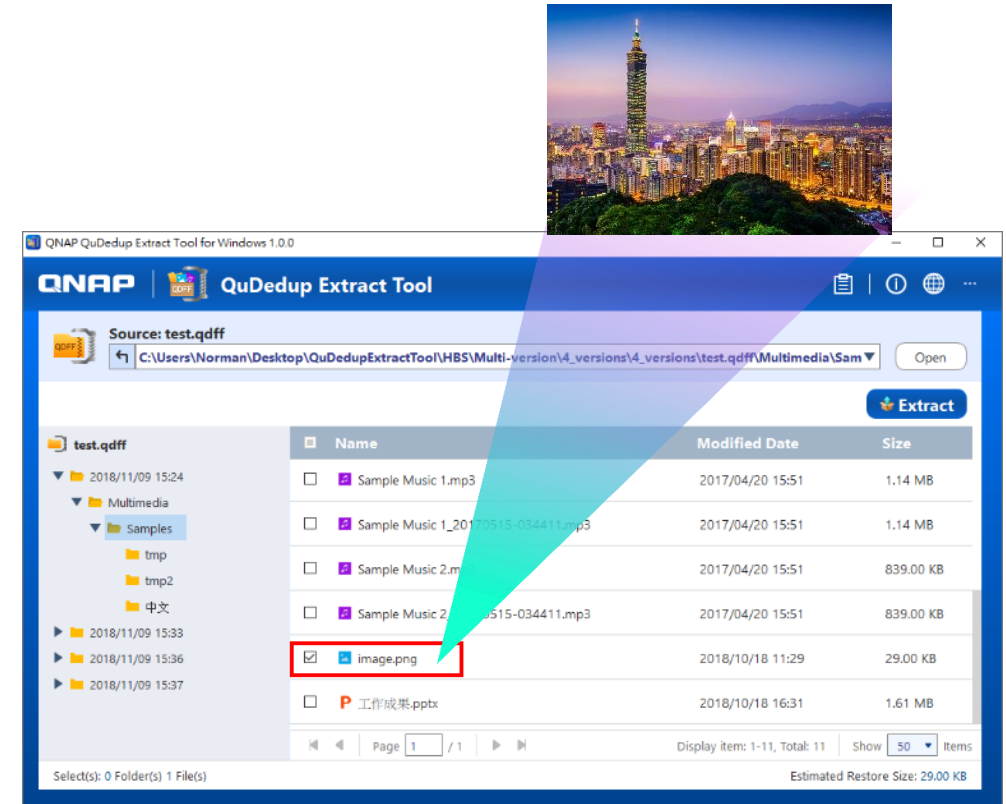 QNAP QuDedup Extract Tool for Windows 1.0.0
QNAP QDFF QuDedup Extract Tool
QDFF Source: test.qdff
C:\Users\Norman\Desktop\QuDedupExtractTool\HBS\Multi-version\4_versions\4_versions\test.qdff\Multimedia\Sam Open
Extract
test.qdff
Name Modified Date Size
2018/11/09 15:24
Multimedia
Samples
tmp
tmp2
中文
2018/11/09 15:33
2018/11/09 15:36
2018/11/09 15:37
Sample Music 1.mp3 2017/04/20 15:51 1.14 MB
Sample Music 1_20170515-034411.mp3 2017/04/20 15:51 1.14 MB
Sample Music 2.m 2017/04/20 15:51 839.00 KB
Sample Music 2 515-034411.mp3 2017/04/20 15:51 839.00 KB
image.png 2018/10/18 11:29 29.00 KB
P 工作成果.pptx 2018/10/18 16:31 1.61 MB
Page 1 / 1 Display item: 1-11, Total: 11 Show 50 Items
Select(s): 0 Folder(s) 1 File(s) Estimated Restore Size: 29.00 KB